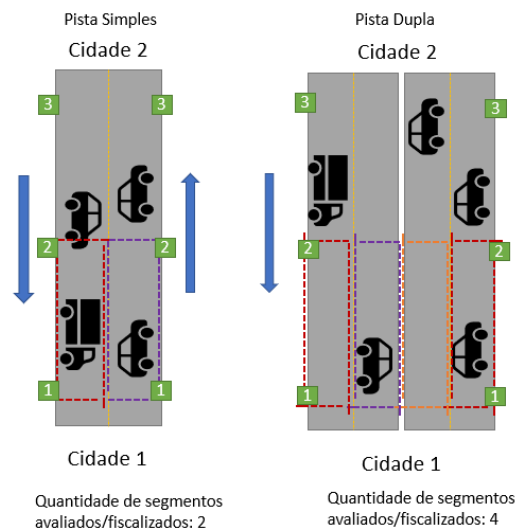 Pista Simples
Cidade 2
3 3
2 2
1 1
Cidade 1
Quantidade de segmentos
avaliados/fiscalizados: 2
Pista Dupla
Cidade 2
3 3
2 2
1 1
Cidade 1
Quantidade de segmentos
avaliados/fiscalizados: 4